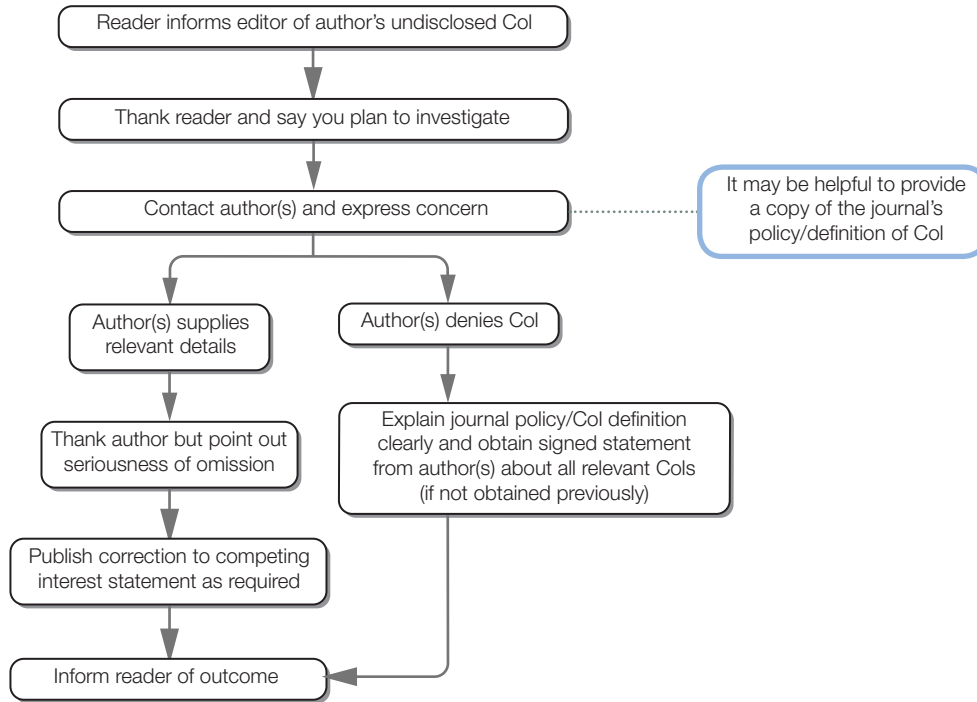 Reader informs editor of author's undisclosed CoI
Thank reader and say you plan to investigate
Contact author(s) and express concern
It may be helpful to provide
a copy of the journal's
policy/definition of CoI
Author(s) supplies
relevant details
Author(s) denies CoI
Thank author but point out
seriousness of omission
Explain journal policy/CoI definition
clearly and obtain signed statement
from author(s) about all relevant CoIs
(if not obtained previously)
Publish correction to competing
interest statement as required
Inform reader of outcome